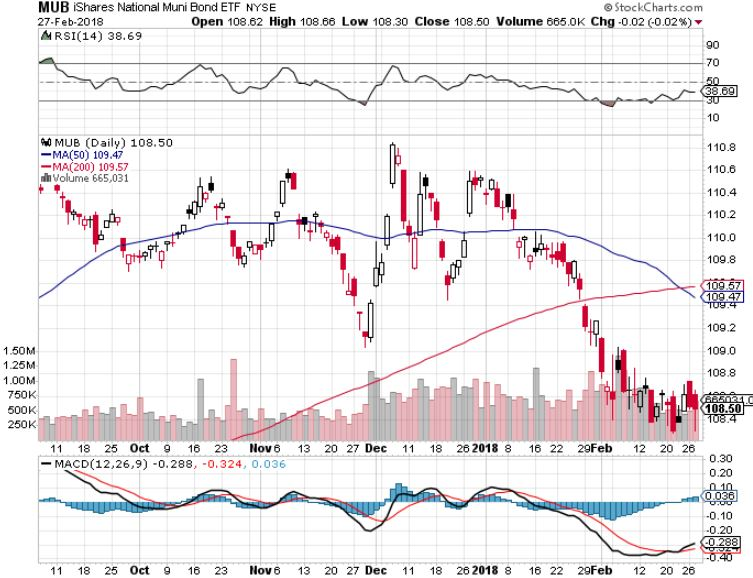 MUB iShares National Muni Bond ETF NYSE © StockCharts.com
27-Feb-2018 Open 108.62 High 108.66 Low 108.30 Close 108.50 Volume 665.0K Chg -0.02 (-0.02%)
RSI(14) 38.69
90
70
50
38.69
30
10
MUB (Daily) 108.50
MA(50) 109.47
MA(200) 109.57
Volume 665,031
110.8
110.6
110.4
110.2
110.0
109.8
109.57
109.47
109.4
109.2
109.0
108.8
665031.0
108.50
108.4
1.50M
1.25M
1.00M
750K
500K
250K
11 18 25 Oct 9 16 23 Nov 6 13 20 27 Dec 11 18 26 2018 8 16 22 29 Feb 12 20 26
MACD(12,26,9) -0.288, -0.324, 0.036
0.30
0.20
0.10
0.036
0.00
-0.10
-0.20
-0.288
-0.40
11 18 25 Oct 9 16 23 Nov 6 13 20 27 Dec 11 18 26 2018 8 16 22 29 Feb 12 20 26